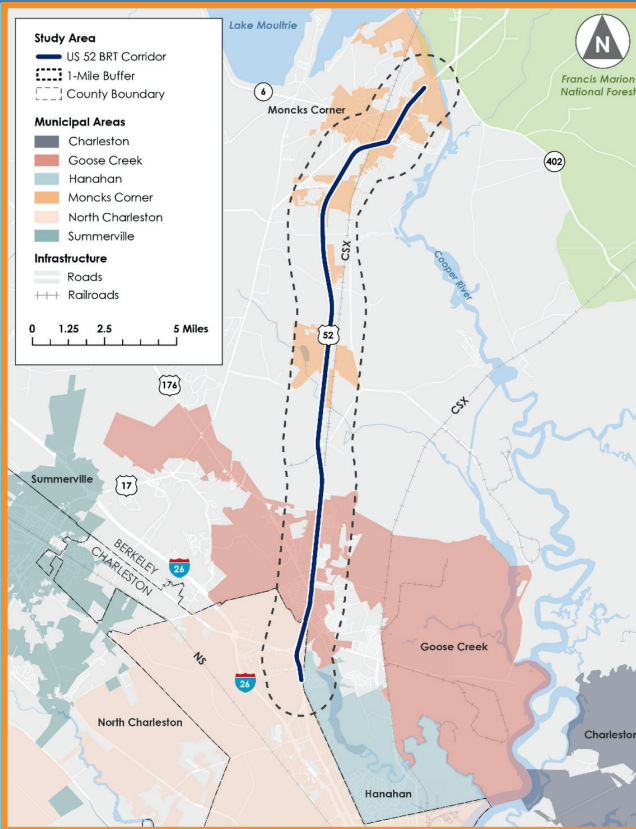 Study Area
US 52 BRT Corridor
1-Mile Buffer
County Boundary
Municipal Areas
Charleston
Goose Creek
Hanahan
Moncks Corner
North Charleston
Summerville
Infrastructure
Roads
Railroads
0 1.25 2.5 5 Miles
Lake Moultrie
N
Francis Marion
National Forest
6
Moncks Corner
402
CSX
Cooper River
52
176
CSX
Summerville
17
BERKELEY
CHARLESTON
26
NS
26
Goose Creek
North Charleston
Charleston
Hanahan